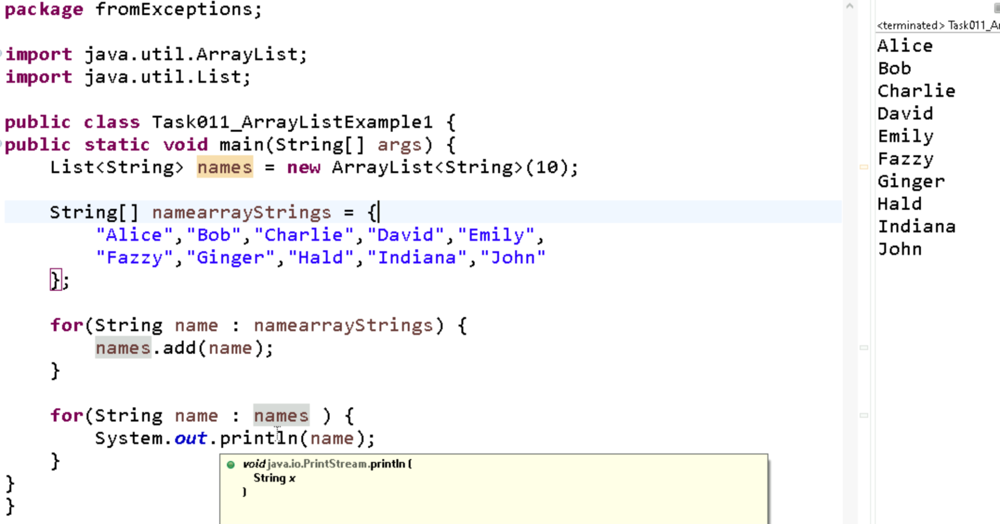 package fromExceptions;
import java.util.ArrayList;
import java.util.List;
public class Task011_ArrayListExample1 {
public static void main(String[] args) {
List<String> names = new ArrayList<String>(10);
String[] namearrayStrings = {
"Alice","Bob","Charlie","David","Emily",
"Fazzy","Ginger","Hald","Indiana","John"
};
for(String name : namearrayStrings) {
names.add(name);
}
for(String name : names ) {
System.out.println(name);
}
}
}
void java.io.PrintStream.println (
String x
)
<terminated> Task011_Ar
Alice
Bob
Charlie
David
Emily
Fazzy
Ginger
Hald
Indiana
John